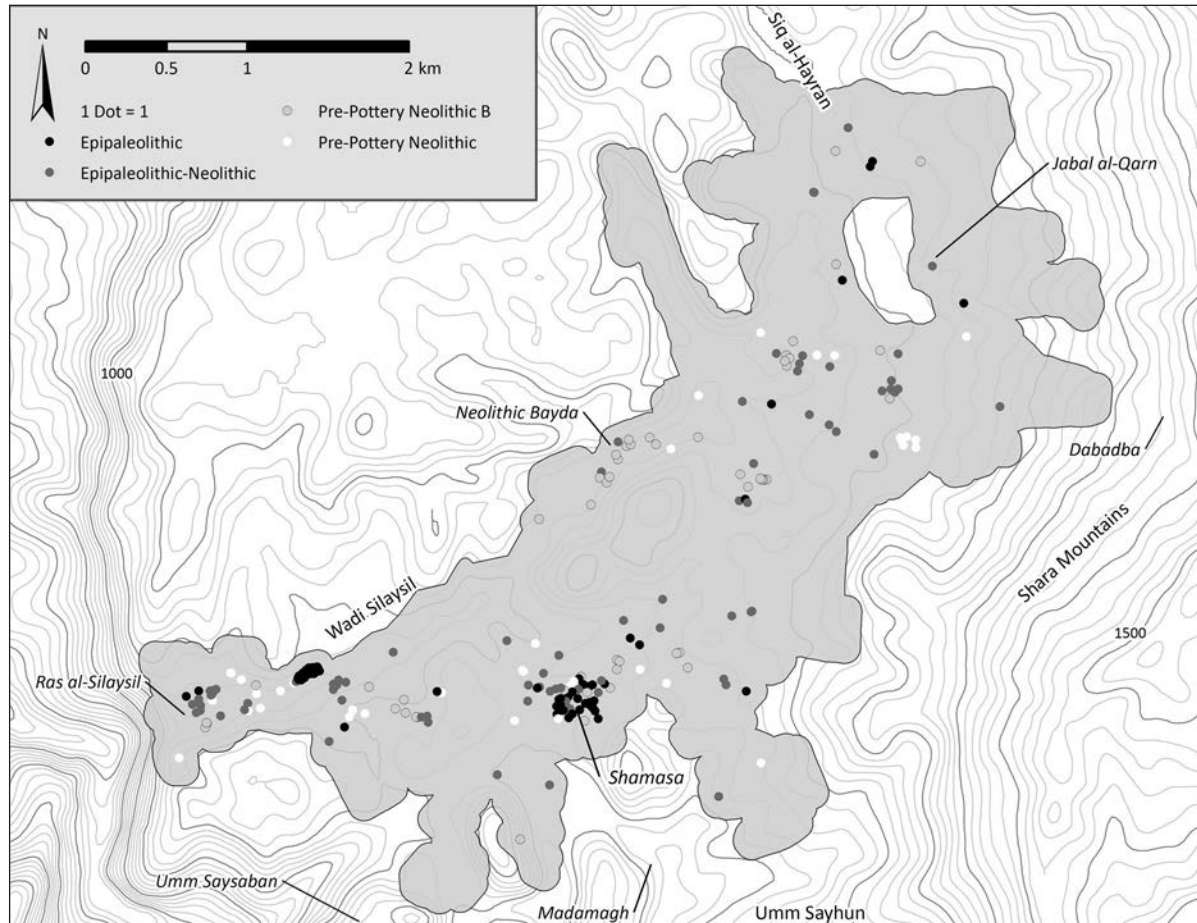 N
0 0.5 1 2 km
1 Dot = 1
Epipaleolithic
Epipaleolithic-Neolithic
Pre-Pottery Neolithic B
Pre-Pottery Neolithic
Siq al-Hayran
Jabal al-Qarn
1000
Neolithic Bayda
Dabadba
Shara Mountains
Wadi Silaysil
1500
Ras al-Silaysil
Shamasa
Umm Saysaban
Madamagh
Umm Sayhun